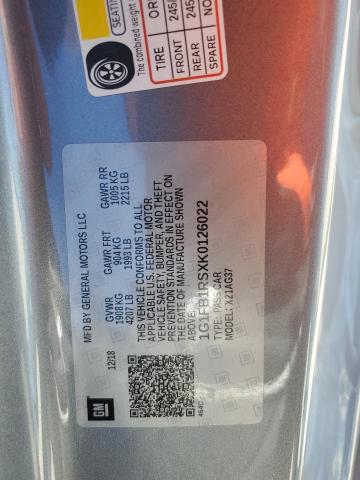 SEATING
The combined weight of
TIRE
FRONT
REAR
SPARE
245
245
NO
MFD BY GENERAL MOTORS LLC
GVWR GAWR FRT GAWR RR
1908 KG 904 KG 1005 KG
4207 LB 1993 LB 2215 LB
THIS VEHICLE CONFORMS TO ALL
APPLICABLE U.S. FEDERAL MOTOR
VEHICLE SAFETY, BUMPER, AND THEFT
PREVENTION STANDARDS IN EFFECT ON
THE DATE OF MANUFACTURE SHOWN
ABOVE.
1G1FB1RSXK0126022
TYPE: PASS CAR
MODEL: X21AG37
12/18
GM